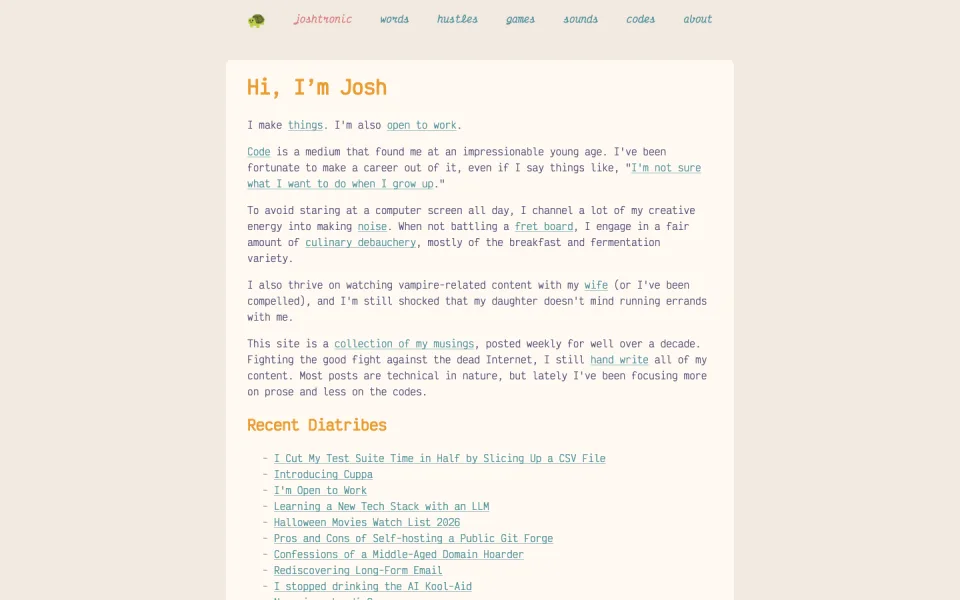 joshtronic words hustles games sounds codes about
Hi, I’m Josh
I make things. I'm also open to work.
Code is a medium that found me at an impressionable young age. I've been
fortunate to make a career out of it, even if I say things like, "I'm not sure
what I want to do when I grow up."
To avoid staring at a computer screen all day, I channel a lot of my creative
energy into making noise. When not battling a fret board, I engage in a fair
amount of culinary debauchery, mostly of the breakfast and fermentation
variety.
I also thrive on watching vampire-related content with my wife (or I've been
compelled), and I'm still shocked that my daughter doesn't mind running errands
with me.
This site is a collection of my musings, posted weekly for well over a decade.
Fighting the good fight against the dead Internet, I still hand write all of my
content. Most posts are technical in nature, but lately I've been focusing more
on prose and less on the codes.
Recent Diatribes
- I Cut My Test Suite Time in Half by Slicing Up a CSV File
- Introducing Cuppa
- I'm Open to Work
- Learning a New Tech Stack with an LLM
- Halloween Movies Watch List 2026
- Pros and Cons of Self-hosting a Public Git Forge
- Confessions of a Middle-Aged Domain Hoarder
- Rediscovering Long-Form Email
- I stopped drinking the AI Kool-Aid